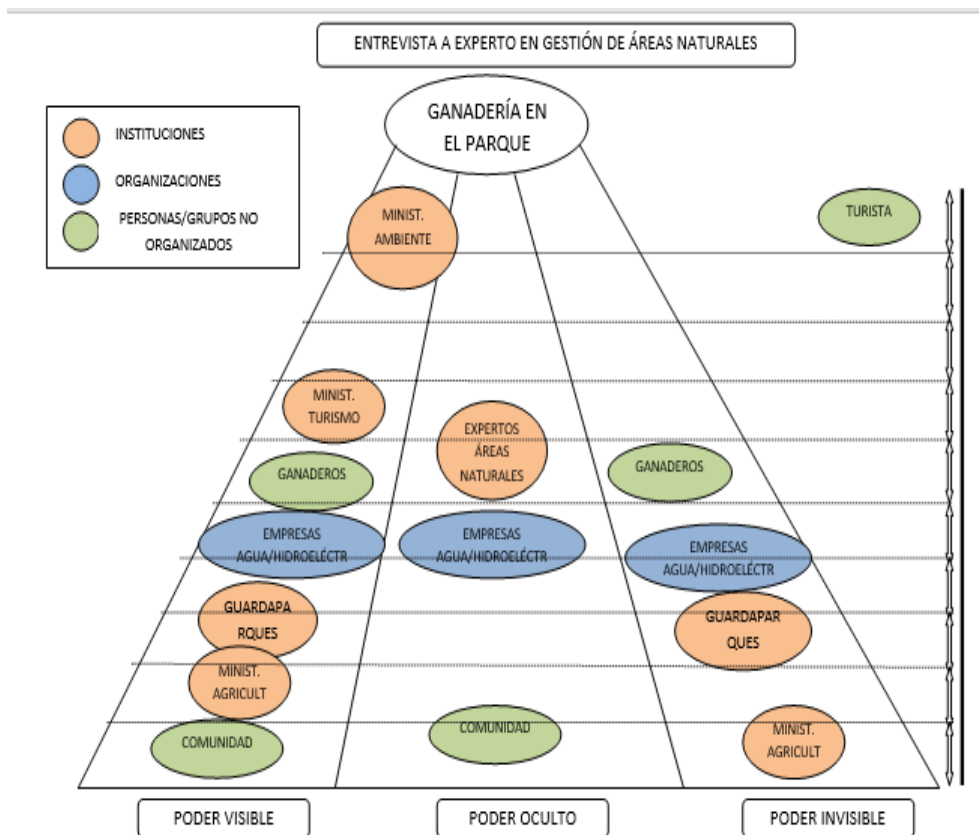 ENTREVISTA A EXPERTO EN GESTIÓN DE ÁREAS NATURALES
GANADERÍA EN
EL PARQUE
INSTITUCIONES
ORGANIZACIONES
PERSONAS/GRUPOS NO
ORGANIZADOS
MINIST.
AMBIENTE
TURISTA
MINIST.
TURISMO
EXPERTOS
ÁREAS
NATURALES
GANADEROS
GANADEROS
EMPRESAS
AGUA/HIDROELÉCTR
EMPRESAS
AGUA/HIDROELÉCTR
EMPRESAS
AGUA/HIDROELÉCTR
GUARDAPA
RQUES
GUARDAPAR
QUES
MINIST.
AGRICULT
COMUNIDAD
COMUNIDAD
MINIST.
AGRICULT
PODER VISIBLE
PODER OCULTO
PODER INVISIBLE